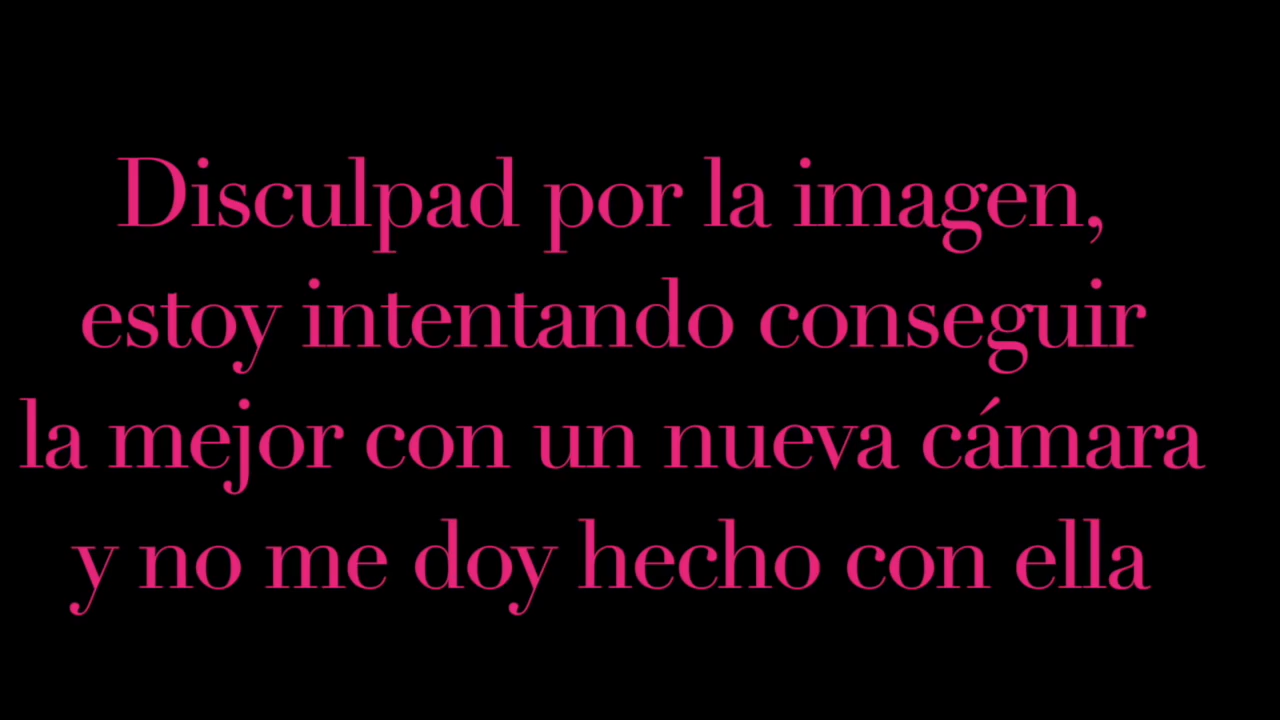 Disculpad por la imagen,
estoy intentando conseguir
la mejor con un nueva cámara
y no me doy hecho con ella